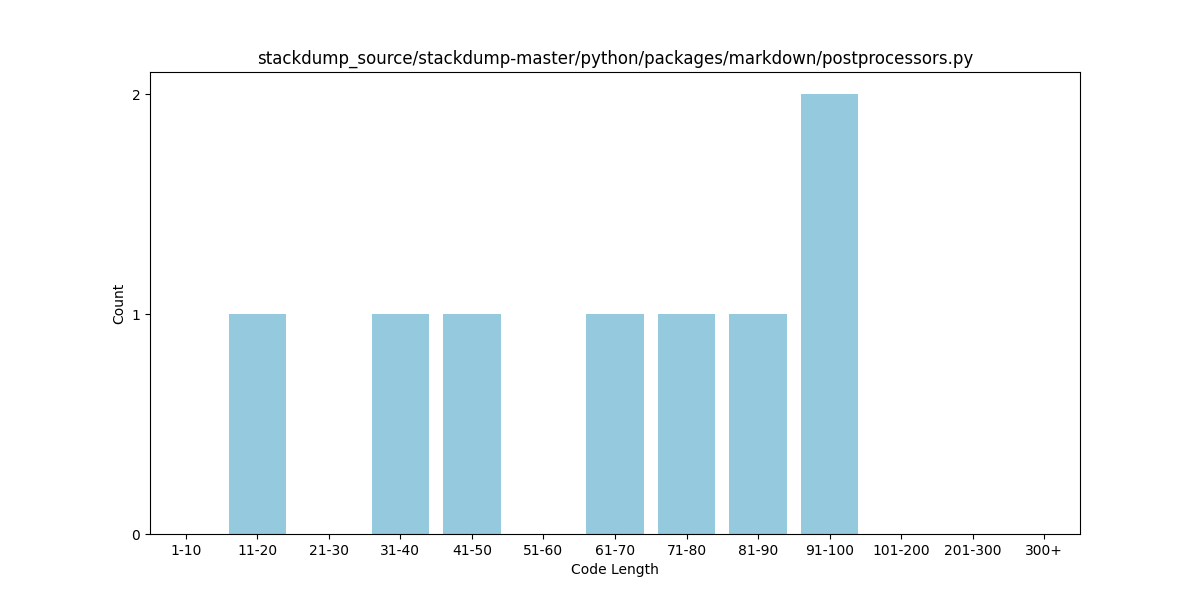 stackdump_source/stackdump-master/python/packages/markdown/postprocessors.py
2
1
0
Count
1-10 11-20 21-30 31-40 41-50 51-60 61-70 71-80 81-90 91-100 101-200 201-300 300+
Code Length